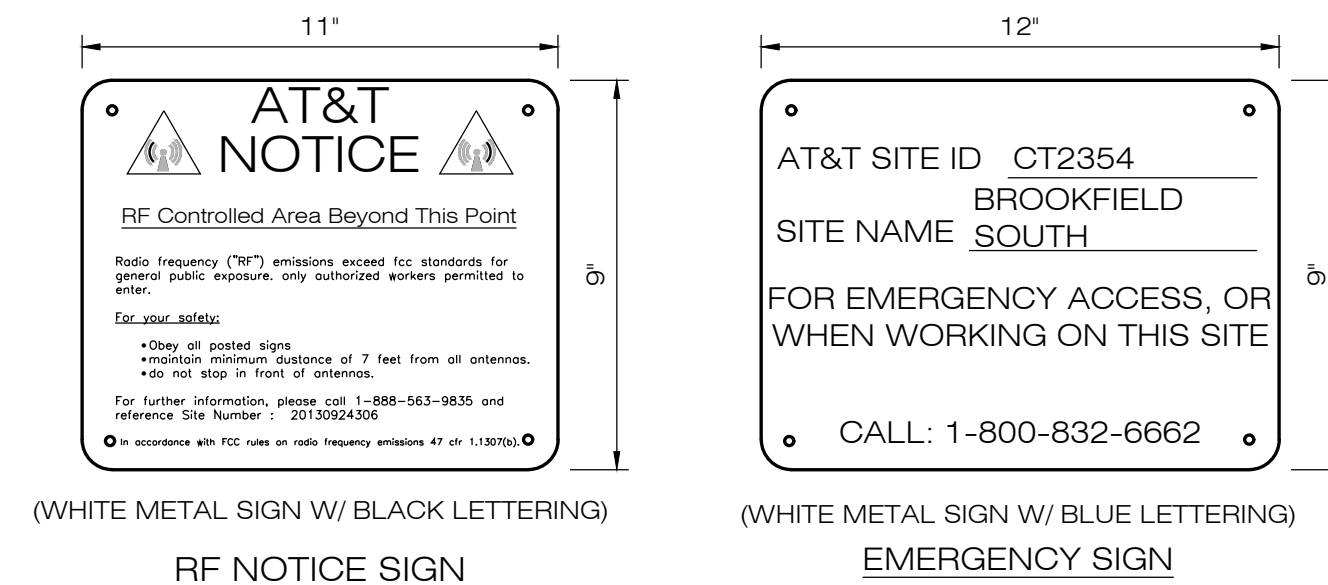 11"
AT&T
NOTICE
RF Controlled Area Beyond This Point
Radio frequency ("RF") emissions exceed fcc standards for
general public exposure. only authorized workers permitted to
enter.
For your safety:
•Obey all posted signs
•maintain minimum dustance of 7 feet from all antennas.
•do not stop in front of antennas.
For further information, please call 1-888-563-9835 and
reference Site Number : 20130924306
In accordance with FCC rules on radio frequency emissions 47 cfr 1.1307(b).
9"
(WHITE METAL SIGN W/ BLACK LETTERING)
RF NOTICE SIGN
12"
AT&T SITE ID CT2354
BROOKFIELD
SITE NAME SOUTH
FOR EMERGENCY ACCESS, OR
WHEN WORKING ON THIS SITE
CALL: 1-800-832-6662
9"
(WHITE METAL SIGN W/ BLUE LETTERING)
EMERGENCY SIGN